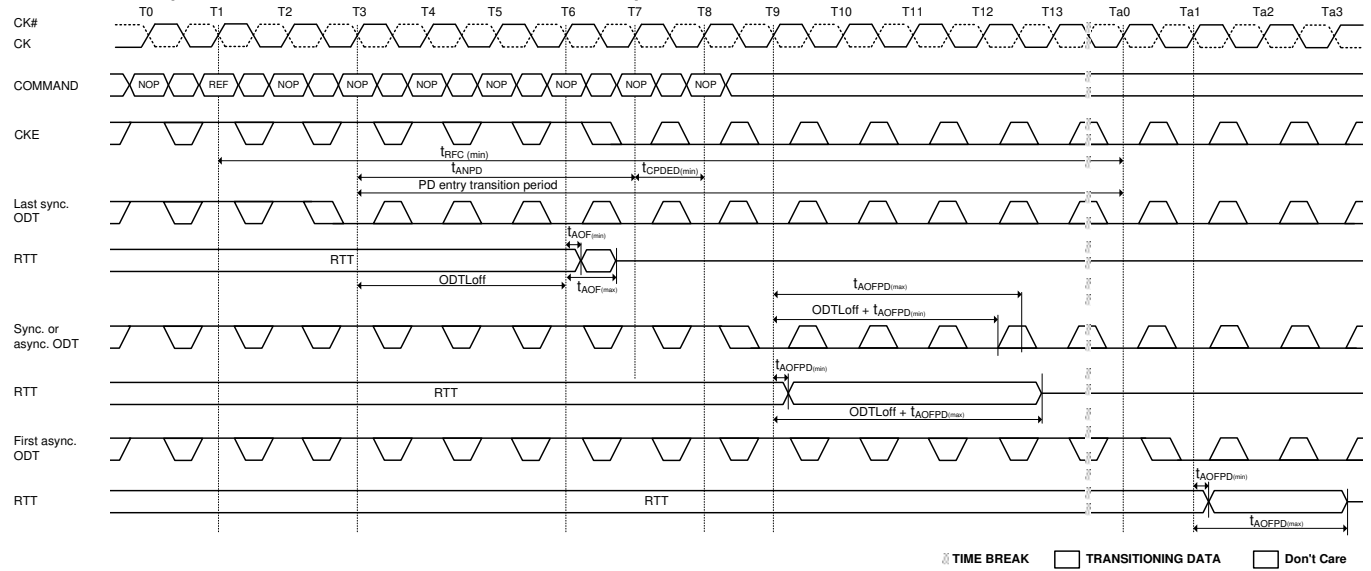 T0 T1 T2 T3 T4 T5 T6 T7 T8 T9 T10 T11 T12 T13 Ta0 Ta1 Ta2 Ta3
CK#
CK
COMMAND NOP REF NOP NOP NOP NOP NOP NOP NOP
CKE
tRFC (min)
tANPD tCPDED(min)
PD entry transition period
Last sync.
ODT
tAOF(min)
RTT RTT
ODTLoff tAOF(max)
tAOFPD(max)
ODTLoff + tAOFPD(min)
Sync. or
async. ODT
tAOFPD(min)
RTT RTT
ODTLoff + tAOFPD(max)
First async.
ODT
tAOFPD(min)
RTT RTT
tAOFPD(max)
TIME BREAK TRANSITIONING DATA Don't Care